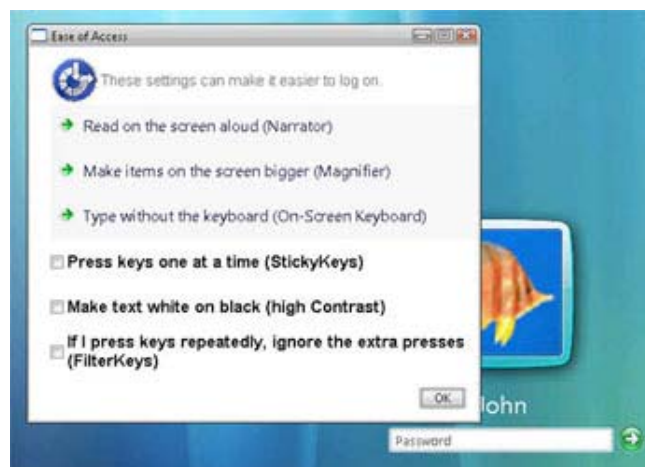 Ease of Access
These settings can make it easier to log on.
Read on the screen aloud (Narrator)
Make items on the screen bigger (Magnifier)
Type without the keyboard (On-Screen Keyboard)
Press keys one at a time (StickyKeys)
Make text white on black (high Contrast)
If I press keys repeatedly, ignore the extra presses
(FilterKeys)
OK
John
Password